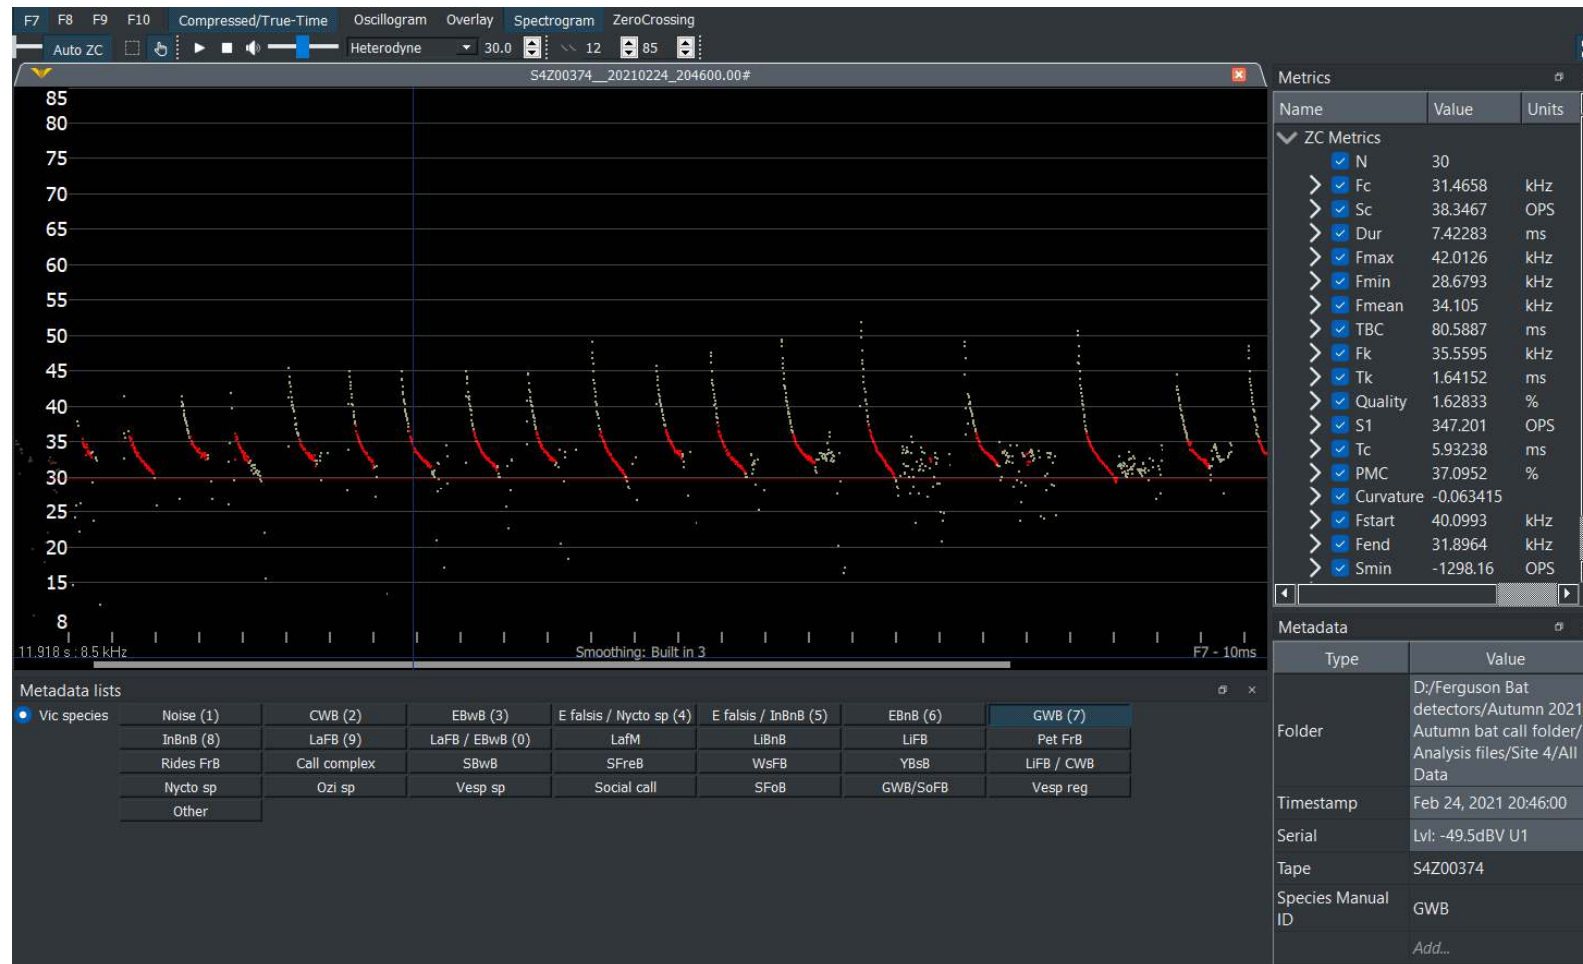 F7 F8 F9 F10 Compressed/True-Time Oscillogram Overlay Spectrogram ZeroCrossing
Auto ZC Heterodyne 30.0 12 85
S4Z00374__20210224_204600.00#
85
80
75
70
65
60
55
50
45
40
35
30
25
20
15
8
11.918 s : 8.5 kHz Smoothing: Built in 3 F7 - 10ms
Metadata lists
Vic species Noise (1) CWB (2) EBwB (3) E falsis / Nycto sp (4) E falsis / InBnB (5) EBnB (6) GWB (7)
InBnB (8) LaFB (9) LaFB / EBwB (0) LafM LiBnB LiFB Pet FrB
Rides FrB Call complex SBwB SFreB WsFB YBsB LiFB / CWB
Nycto sp Ozi sp Vesp sp Social call SFoB GWB/SoFB Vesp reg
Other
Metrics
Name Value Units
ZC Metrics
N 30
Fc 31.4658 kHz
Sc 38.3467 OPS
Dur 7.42283 ms
Fmax 42.0126 kHz
Fmin 28.6793 kHz
Fmean 34.105 kHz
TBC 80.5887 ms
Fk 35.5595 kHz
Tk 1.64152 ms
Quality 1.62833 %
S1 347.201 OPS
Tc 5.93238 ms
PMC 37.0952 %
Curvature -0.063415
Fstart 40.0993 kHz
Fend 31.8964 kHz
Smin -1298.16 OPS
Metadata
Type Value
Folder D:/Ferguson Bat
detectors/Autumn 2021
Autumn bat call folder/
Analysis files/Site 4/All
Data
Timestamp Feb 24, 2021 20:46:00
Serial Lvl: -49.5dBV U1
Tape S4Z00374
Species Manual
ID GWB
Add...